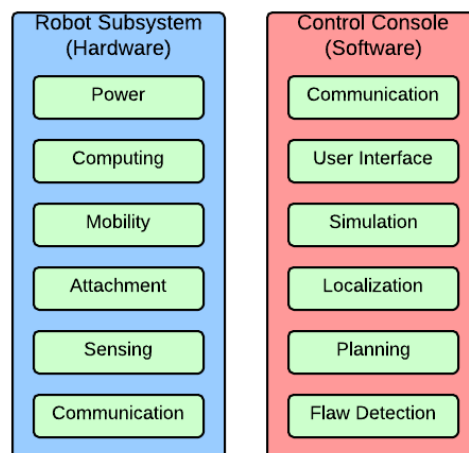 Robot Subsystem
(Hardware)
Power
Computing
Mobility
Attachment
Sensing
Communication
Control Console
(Software)
Communication
User Interface
Simulation
Localization
Planning
Flaw Detection